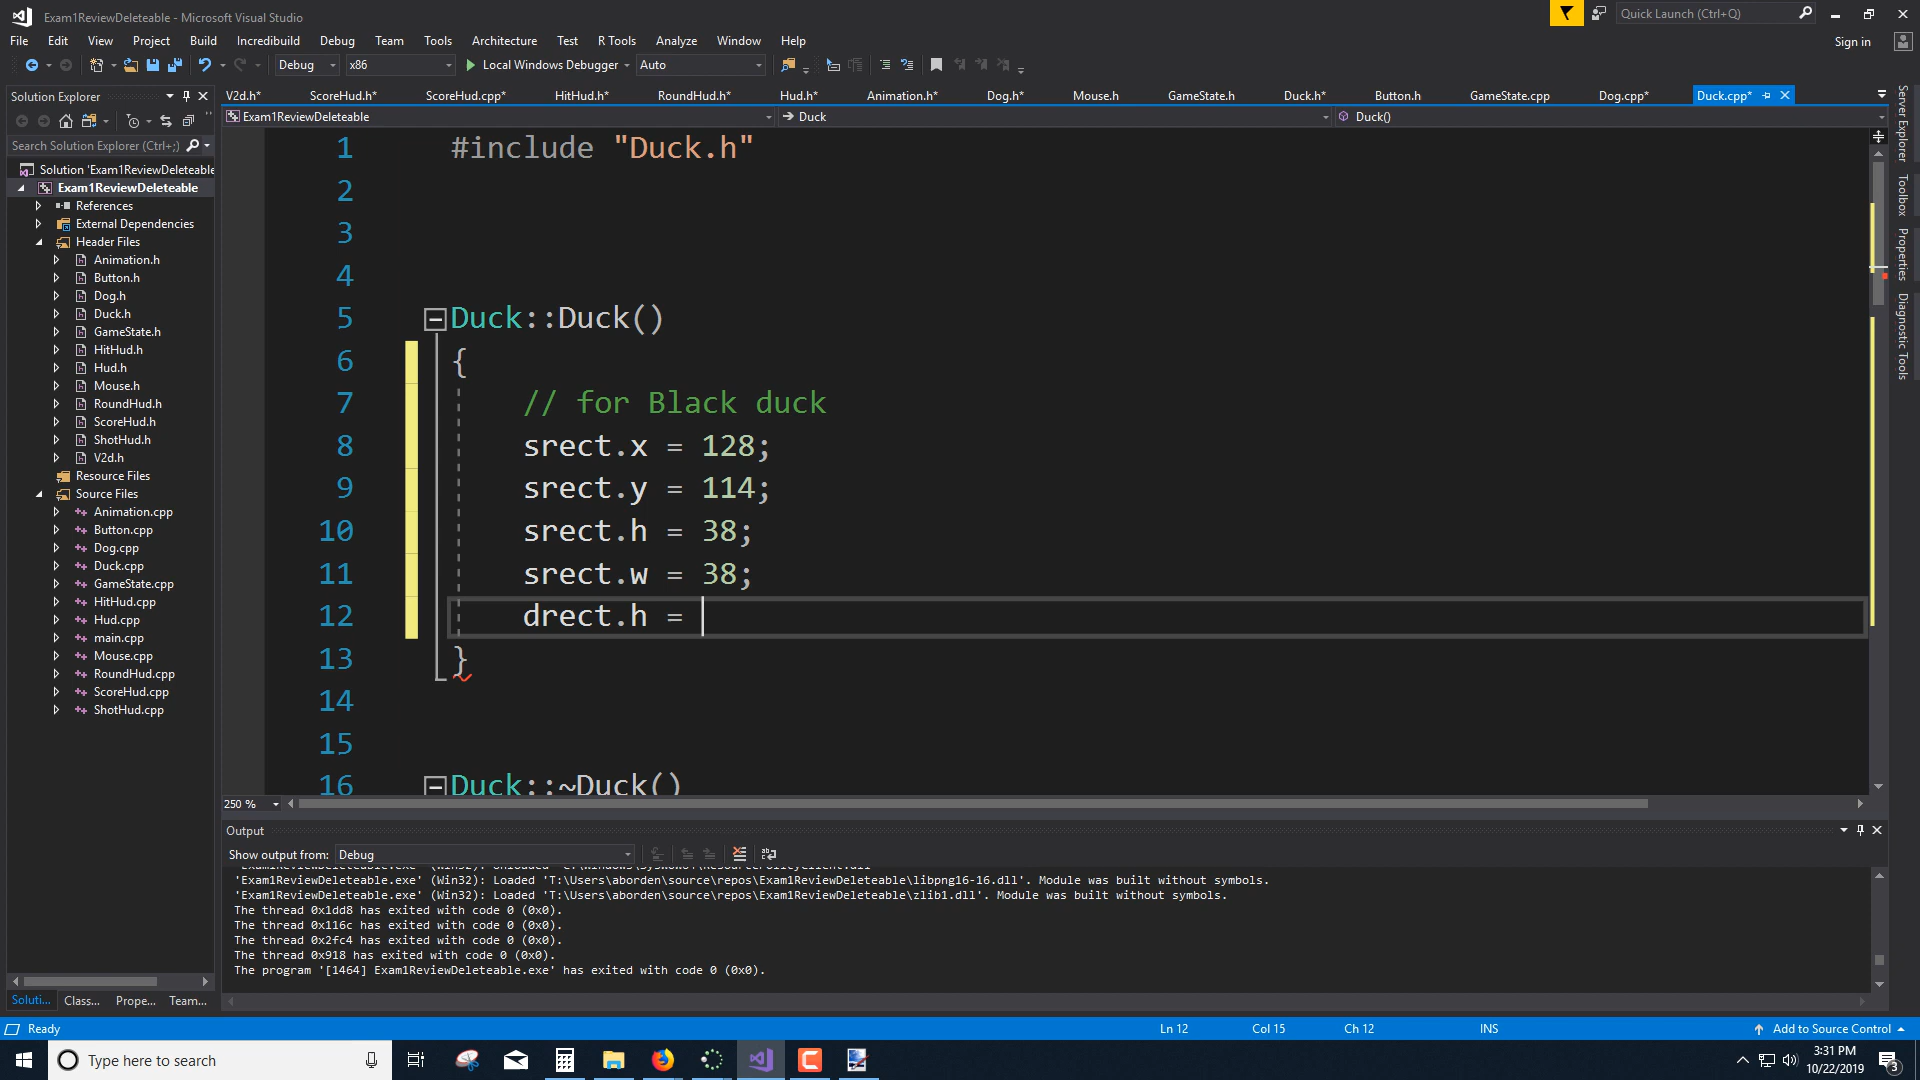 Exam1ReviewDeleteable - Microsoft Visual Studio
Quick Launch (Ctrl+Q)
File Edit View Project Build Incredibuild Debug Team Tools Architecture Test R Tools Analyze Window Help
Sign in
Debug x86 Local Windows Debugger Auto
Solution Explorer
V2d.h* ScoreHud.h* ScoreHud.cpp* HitHud.h* RoundHud.h* Hud.h* Animation.h* Dog.h* Mouse.h GameState.h Duck.h* Button.h GameState.cpp Dog.cpp* Duck.cpp*
Exam1ReviewDeleteable Duck Duck()
Search Solution Explorer (Ctrl+;)
Solution 'Exam1ReviewDeleteable
Exam1ReviewDeleteable
References
External Dependencies
Header Files
Animation.h
Button.h
Dog.h
Duck.h
GameState.h
HitHud.h
Hud.h
Mouse.h
RoundHud.h
ScoreHud.h
ShotHud.h
V2d.h
Resource Files
Source Files
Animation.cpp
Button.cpp
Dog.cpp
Duck.cpp
GameState.cpp
HitHud.cpp
Hud.cpp
main.cpp
Mouse.cpp
RoundHud.cpp
ScoreHud.cpp
ShotHud.cpp
Soluti... Class... Prope... Team...
1 #include "Duck.h"
2
3
4
5 Duck::Duck()
6 {
7 // for Black duck
8 srect.x = 128;
9 srect.y = 114;
10 srect.h = 38;
11 srect.w = 38;
12 drect.h =
13 }
14
15
16 Duck::~Duck()
250 %
Server Explorer
Toolbox
Properties
Diagnostic Tools
Output
Show output from: Debug
'Exam1ReviewDeleteable.exe' (Win32): Loaded 'T:\Users\aborden\source\repos\Exam1ReviewDeleteable\libpng16-16.dll'. Module was built without symbols.
'Exam1ReviewDeleteable.exe' (Win32): Loaded 'T:\Users\aborden\source\repos\Exam1ReviewDeleteable\zlib1.dll'. Module was built without symbols.
The thread 0x1dd8 has exited with code 0 (0x0).
The thread 0x116c has exited with code 0 (0x0).
The thread 0x2fc4 has exited with code 0 (0x0).
The thread 0x918 has exited with code 0 (0x0).
The program '[1464] Exam1ReviewDeleteable.exe' has exited with code 0 (0x0).
Ready Ln 12 Col 15 Ch 12 INS Add to Source Control
Type here to search
3:31 PM
10/22/2019
3